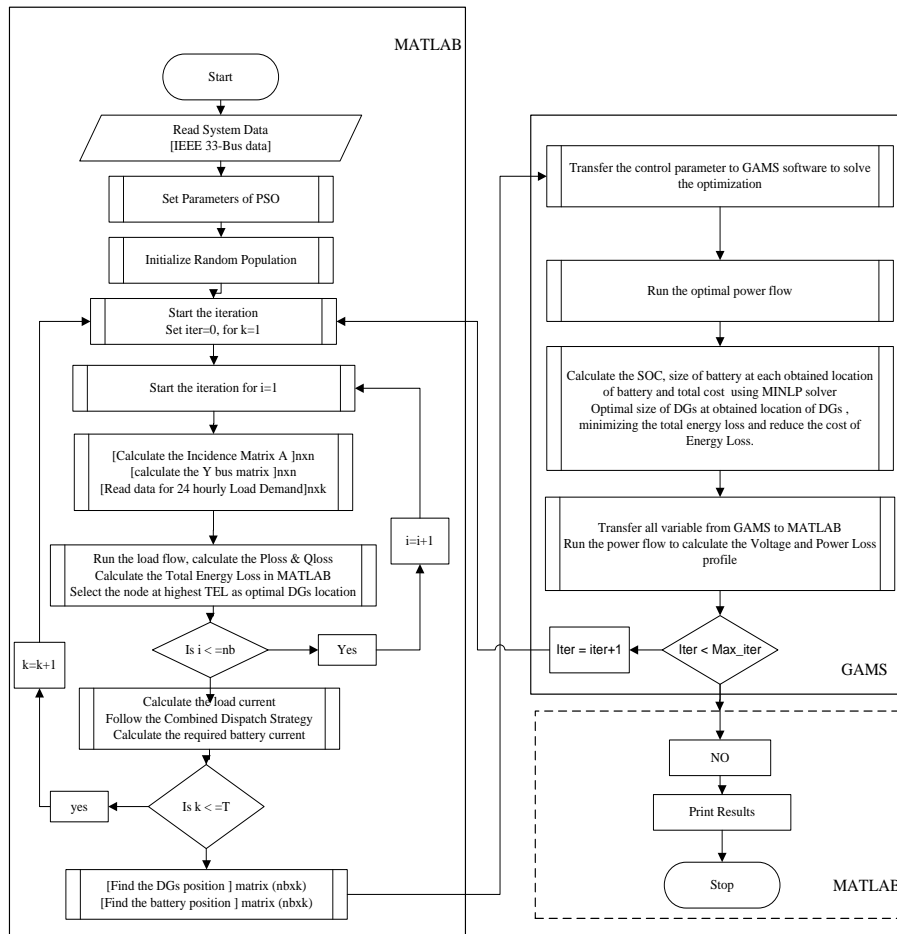 MATLAB
Start
Read System Data
[IEEE 33-Bus data]
Set Parameters of PSO
Initialize Random Population
Start the iteration
Set iter=0, for k=1
Start the iteration for i=1
[Calculate the Incidence Matrix A ]nxn
[calculate the Y bus matrix ]nxn
[Read data for 24 hourly Load Demand]nxk
i=i+1
Run the load flow, calculate the Ploss & Qloss
Calculate the Total Energy Loss in MATLAB
Select the node at highest TEL as optimal DGs location
Is i < =nb
Yes
k=k+1
Calculate the load current
Follow the Combined Dispatch Strategy
Calculate the required battery current
Is k < =T
yes
[Find the DGs position ] matrix (nbxk)
[Find the battery position ] matrix (nbxk)
Transfer the control parameter to GAMS software to solve
the optimization
Run the optimal power flow
Calculate the SOC, size of battery at each obtained location
of battery and total cost using MINLP solver
Optimal size of DGs at obtained location of DGs ,
minimizing the total energy loss and reduce the cost of
Energy Loss.
Transfer all variable from GAMS to MATLAB
Run the power flow to calculate the Voltage and Power Loss
profile
Iter < Max_iter
Iter = iter+1
GAMS
NO
Print Results
Stop
MATLAB